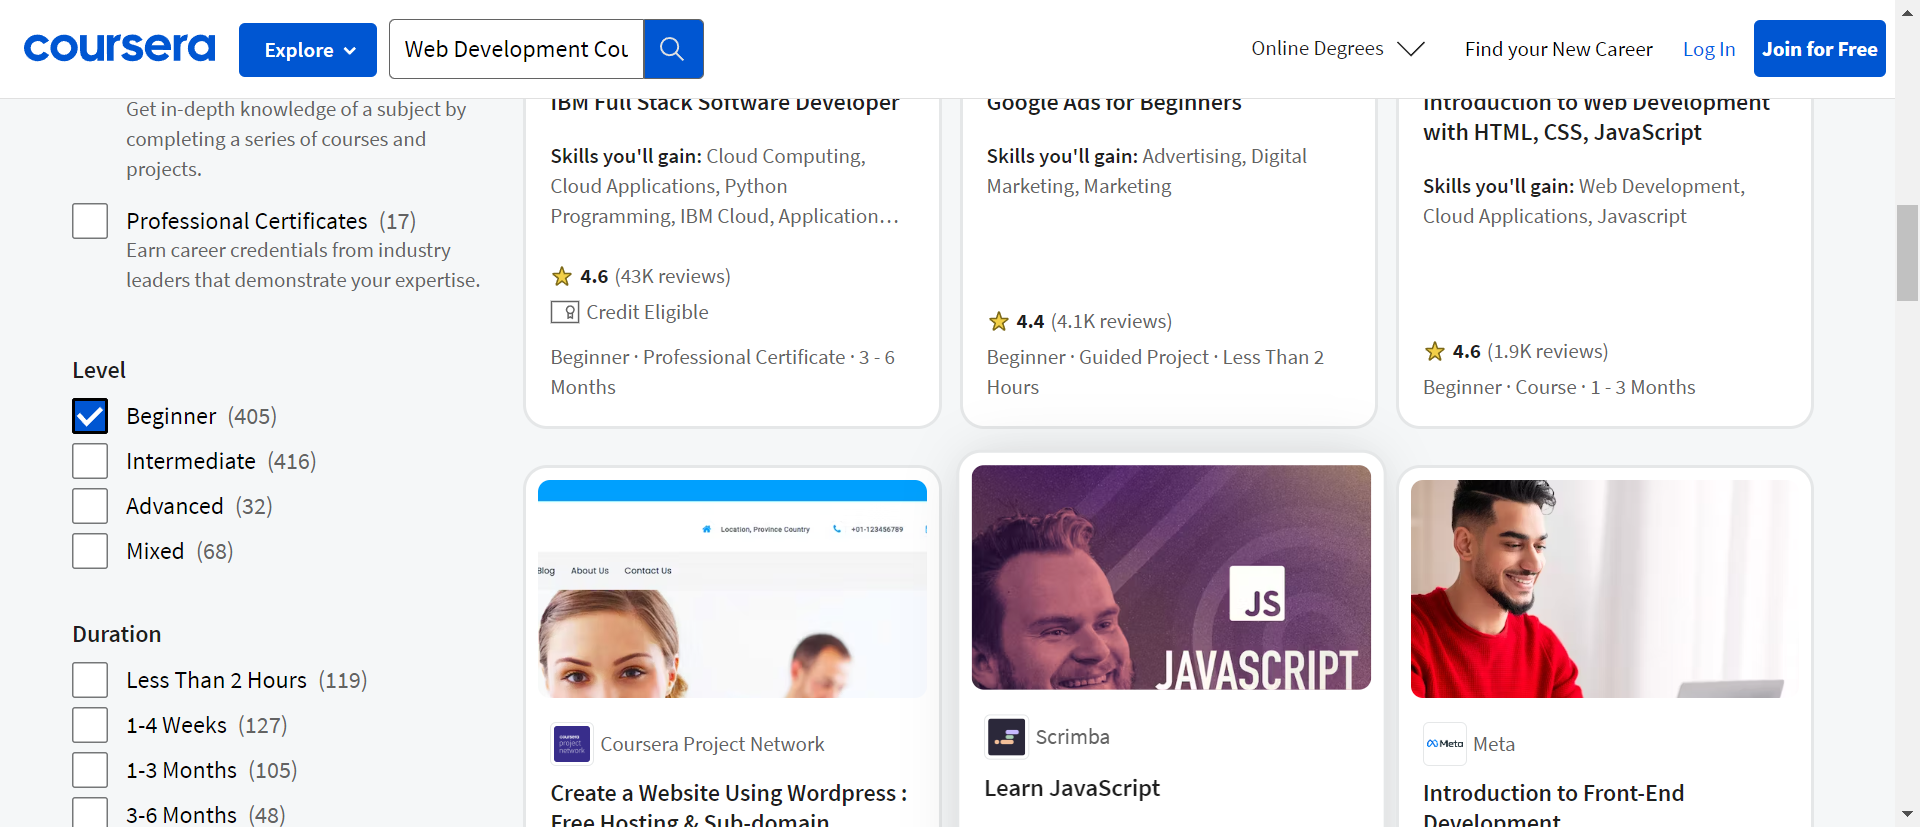 coursera
Explore
Web Development Cou
Online Degrees
Find your New Career
Log In
Join for Free
Get in-depth knowledge of a subject by
completing a series of courses and
projects.
Professional Certificates (17)
Earn career credentials from industry
leaders that demonstrate your expertise.
Level
Beginner (405)
Intermediate (416)
Advanced (32)
Mixed (68)
Duration
Less Than 2 Hours (119)
1-4 Weeks (127)
1-3 Months (105)
3-6 Months (48)
IBM Full Stack Software Developer
Skills you'll gain: Cloud Computing,
Cloud Applications, Python
Programming, IBM Cloud, Application…
4.6 (43K reviews)
Credit Eligible
Beginner · Professional Certificate · 3 - 6
Months
Google Ads for Beginners
Skills you'll gain: Advertising, Digital
Marketing, Marketing
4.4 (4.1K reviews)
Beginner · Guided Project · Less Than 2
Hours
Introduction to Web Development
with HTML, CSS, JavaScript
Skills you'll gain: Web Development,
Cloud Applications, Javascript
4.6 (1.9K reviews)
Beginner · Course · 1 - 3 Months
Location, Province Country
+01-123456789
Blog About Us Contact Us
coursera
project
network
Coursera Project Network
Create a Website Using Wordpress :
Free Hosting & Sub-domain
JS
JAVASCRIPT
Scrimba
Learn JavaScript
Meta
Meta
Introduction to Front-End
Development